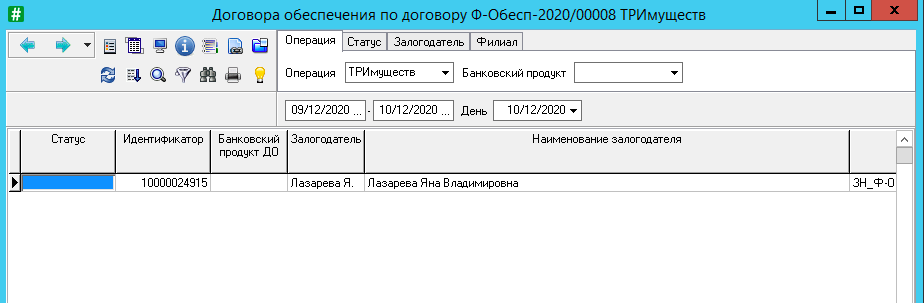 Договора обеспечения по договору Ф-Обесп-2020/00008 ТРИмуществ
Операция Статус Залогодатель Филиал
Операция ТРИмуществ Банковский продукт
09/12/2020 ... - 10/12/2020 ... День 10/12/2020
Статус Идентификатор Банковский продукт ДО Залогодатель Наименование залогодателя
10000024915 Лазарева Я. Лазарева Яна Владимировна ЗН_Ф-О